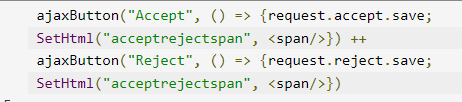 ajaxButton("Accept", () => {request.accept.save;
SetHtml("acceptrejectspan", <span/>}) ++
ajaxButton("Reject", () => {request.reject.save;
SetHtml("acceptrejectspan", <span/>})